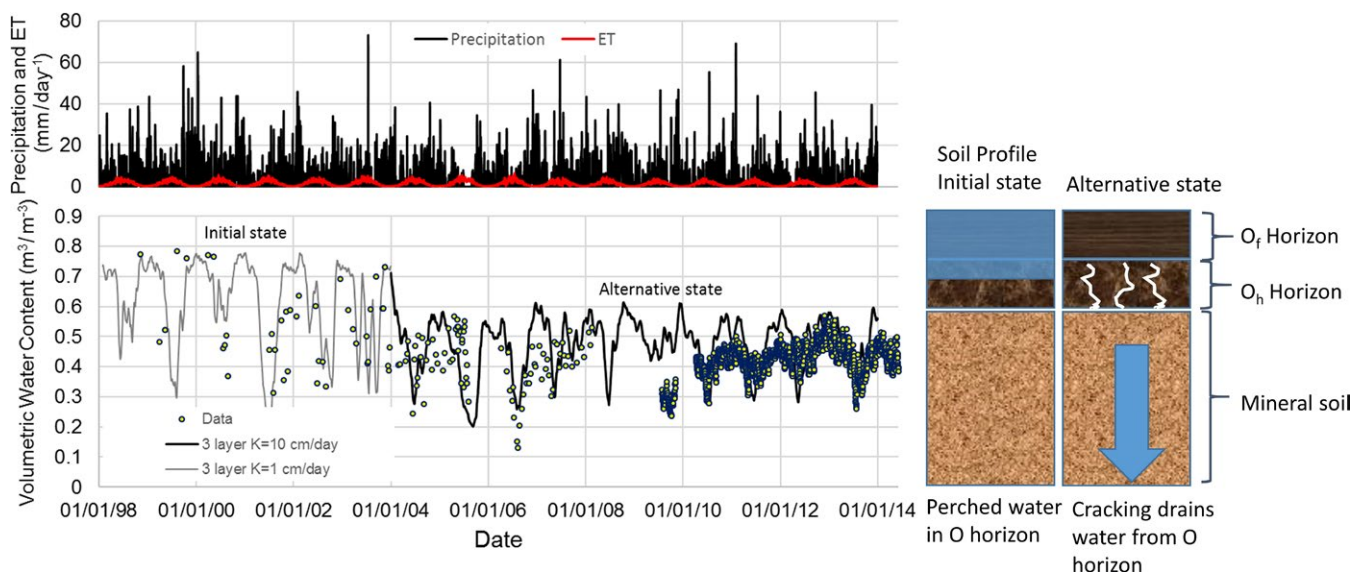 Precipitation and ET
(mm/day⁻¹)
80
60
40
20
0
Precipitation
ET
Volumetric Water Content (m³/m⁻³)
0.9
0.8
0.7
0.6
0.5
0.4
0.3
0.2
0.1
0
Initial state
Alternative state
Data
3 layer K=10 cm/day
3 layer K=1 cm/day
01/01/98
01/01/00
01/01/02
01/01/04
01/01/06
01/01/08
01/01/10
01/01/12
01/01/14
Date
Soil Profile
Initial state
Alternative state
Of Horizon
Oh Horizon
Mineral soil
Perched water
in O horizon
Cracking drains
water from O
horizon